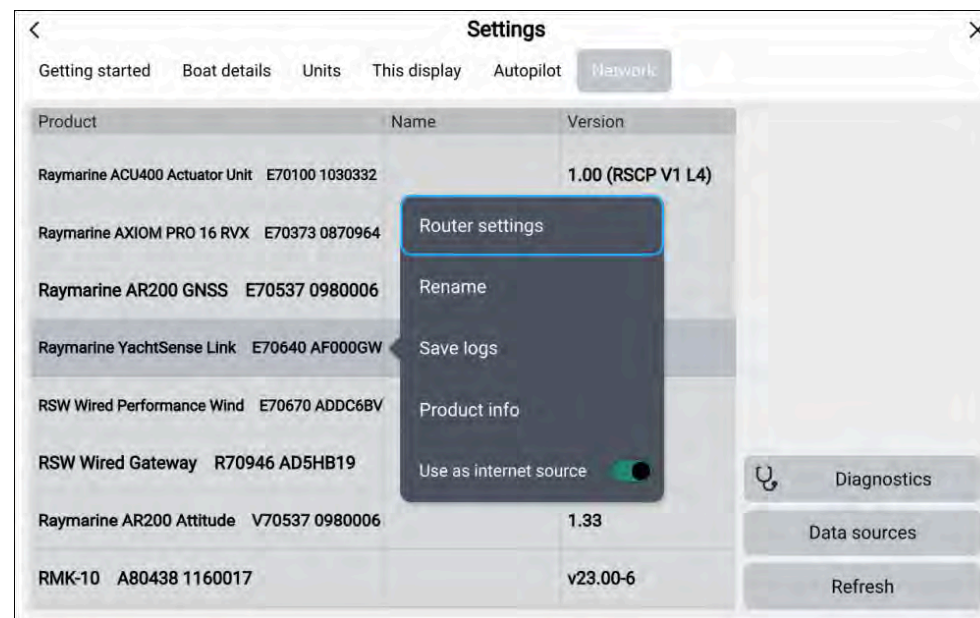 Settings
Getting started Boat details Units This display Autopilot Network
Product Name Version
Raymarine ACU400 Actuator Unit E70100 1030332 1.00 (RSCP V1 L4)
Raymarine AXIOM PRO 16 RVX E70373 0870964
Raymarine AR200 GNSS E70537 0980006
Raymarine YachtSense Link E70640 AF000GW
RSW Wired Performance Wind E70670 ADDC6BV
RSW Wired Gateway R70946 AD5HB19
Raymarine AR200 Attitude V70537 0980006 1.33
RMK-10 A80438 1160017 v23.00-6
Router settings
Rename
Save logs
Product info
Use as internet source
Diagnostics
Data sources
Refresh